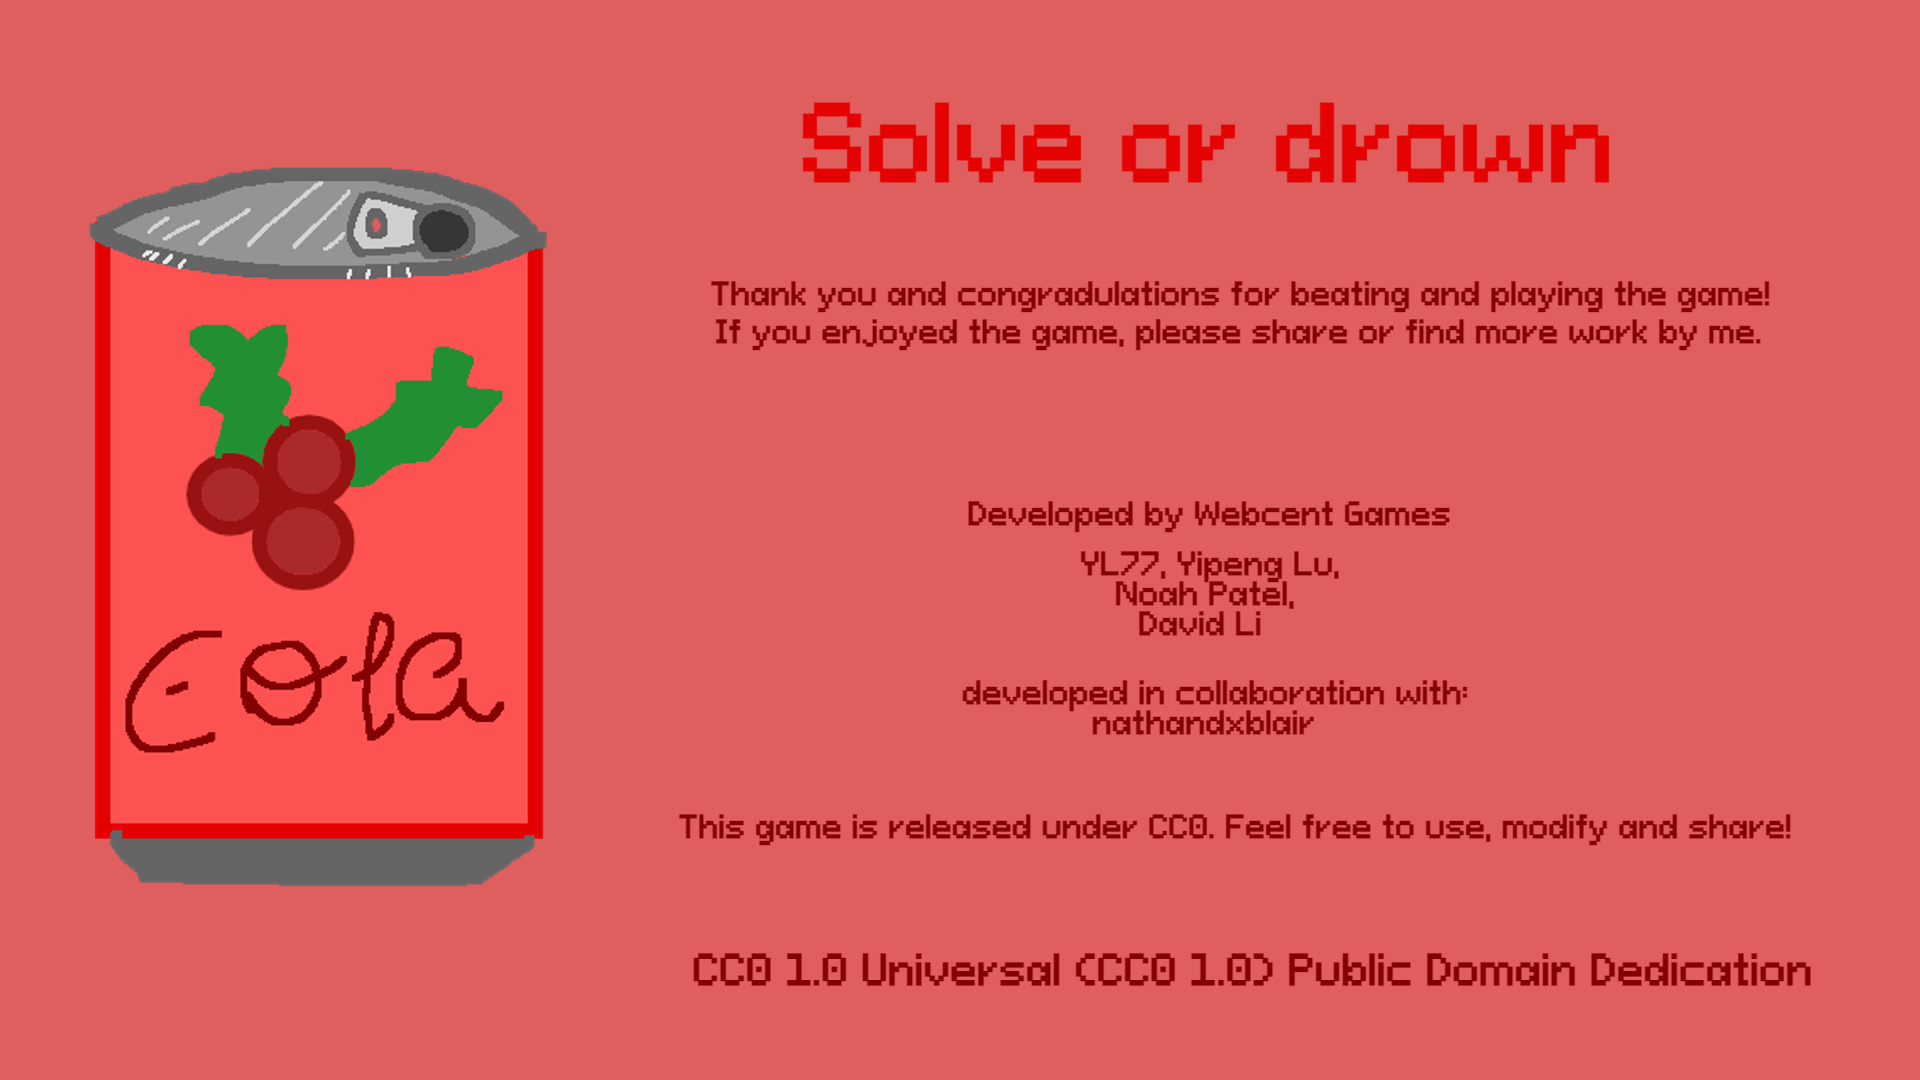 Solve or drown
Thank you and congradulations for beating and playing the game!
If you enjoyed the game, please share or find more work by me.
Cola
Developed by Webcent Games
YL77, Yipeng Lu,
Noah Patel,
David Li
developed in collaboration with:
nathandxblair
This game is released under CC0. Feel free to use, modify and share!
CC0 1.0 Universal (CC0 1.0) Public Domain Dedication